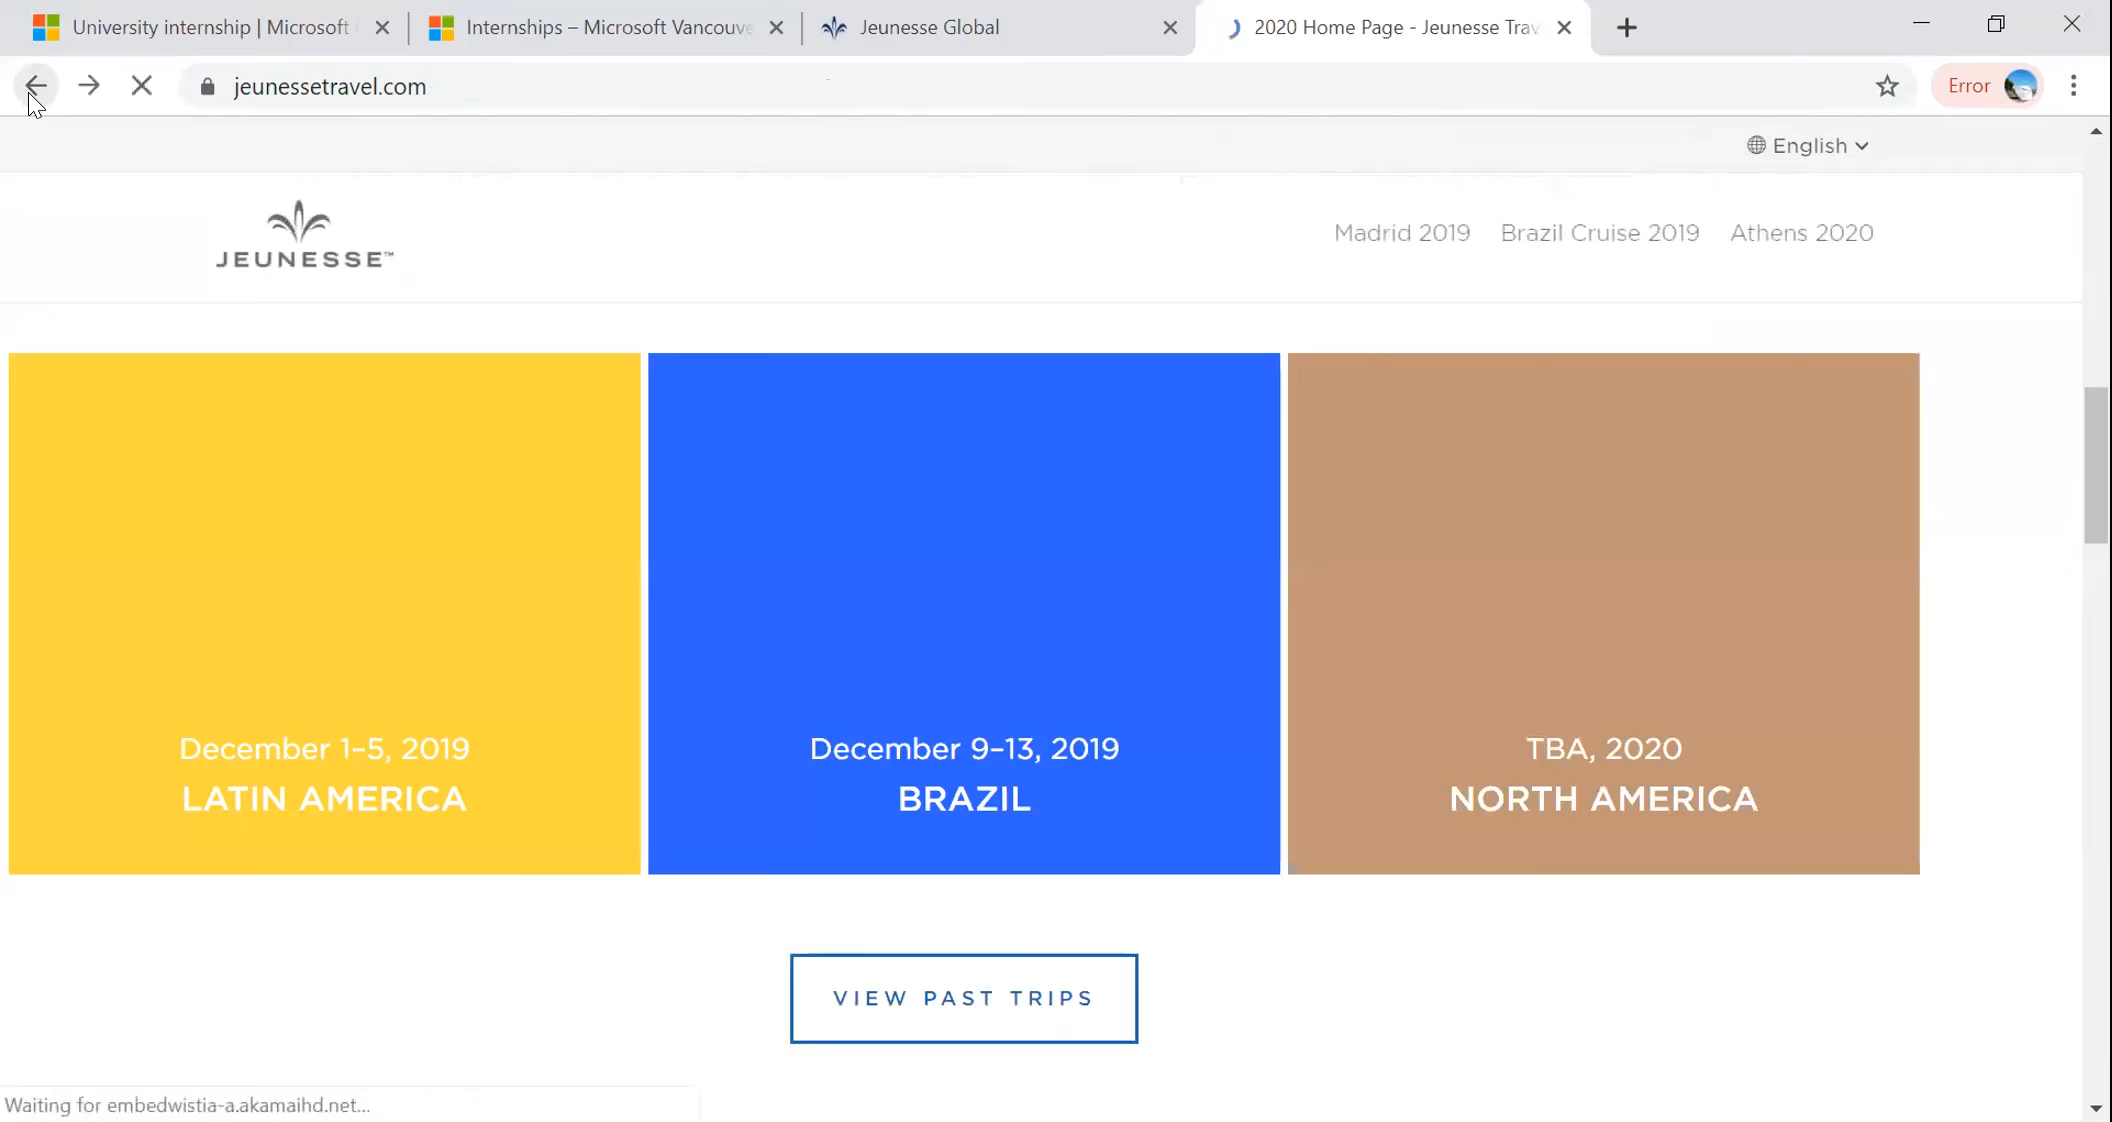 University internship | Microsoft
Internships – Microsoft Vancouve
Jeunesse Global
2020 Home Page - Jeunesse Trav
jeunessetravel.com
Error
English
JEUNESSE™
Madrid 2019
Brazil Cruise 2019
Athens 2020
December 1–5, 2019
LATIN AMERICA
December 9–13, 2019
BRAZIL
TBA, 2020
NORTH AMERICA
VIEW PAST TRIPS
Waiting for embedwistia-a.akamaihd.net...